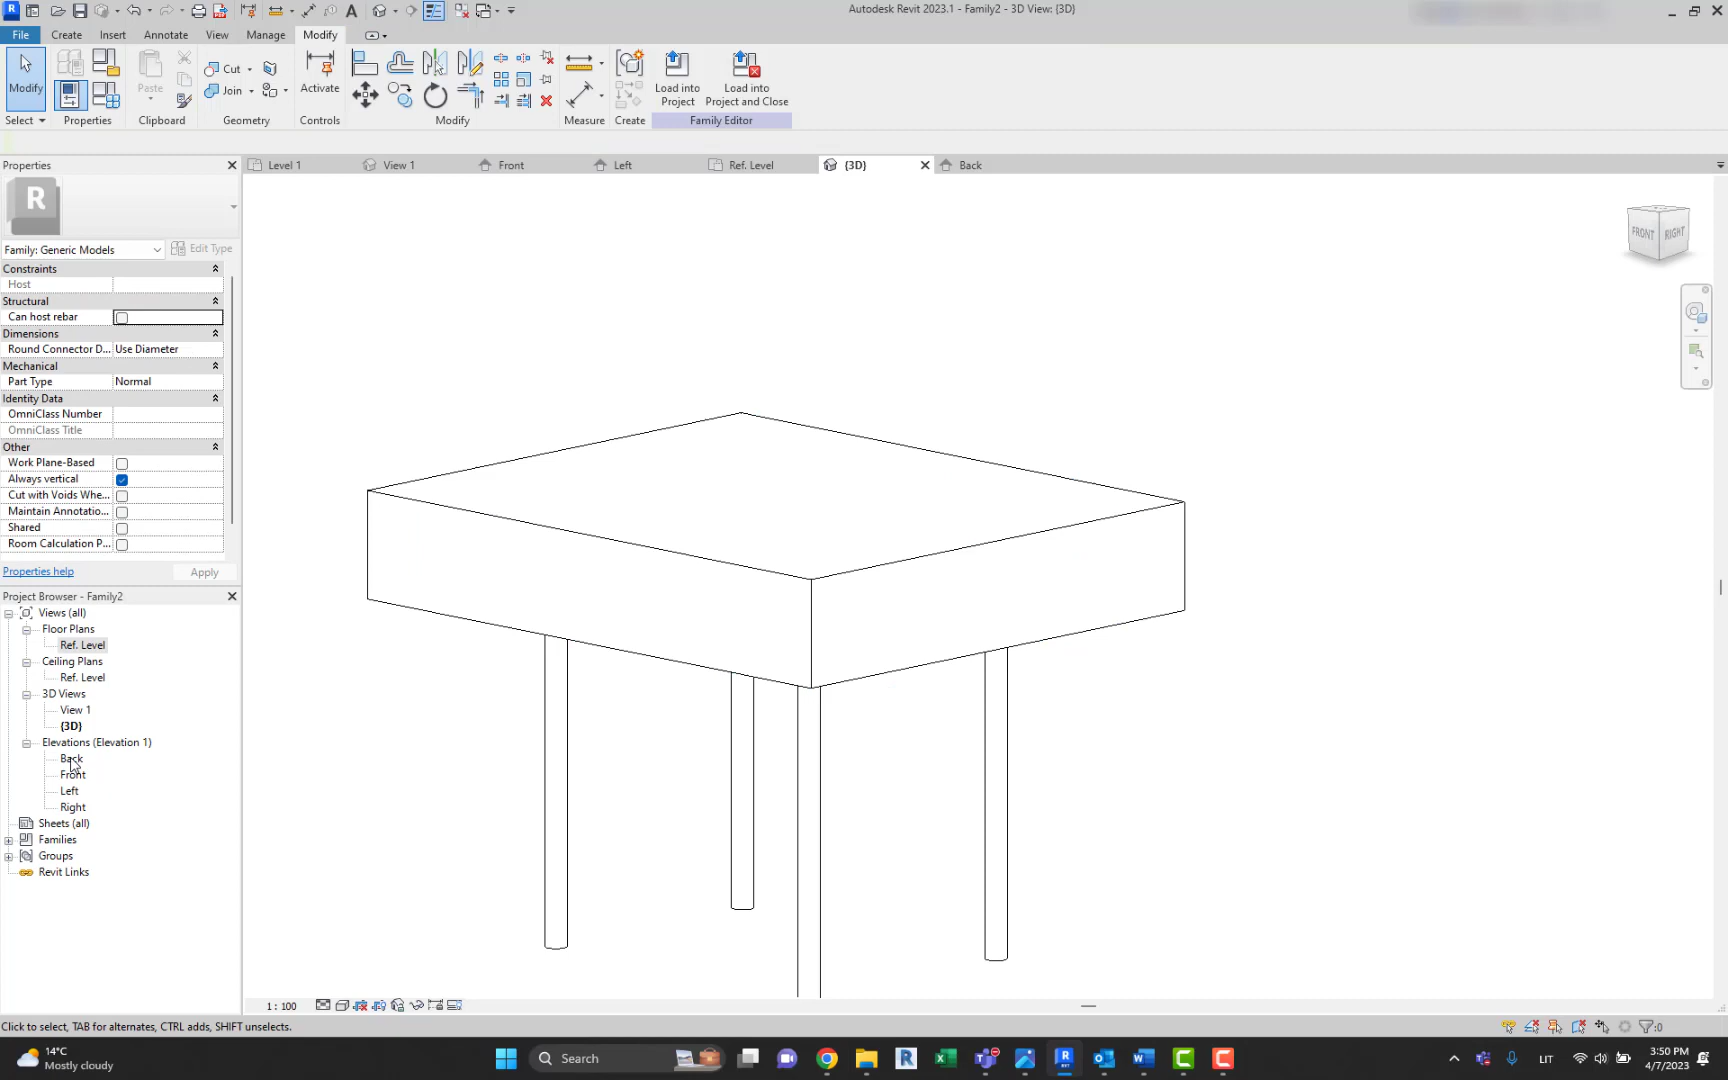 Autodesk Revit 2023.1 - Family2 - 3D View: {3D}
File Create Insert Annotate View Manage Modify
Modify
Paste
Cut
Join
Activate
Load into Project
Load into Project and Close
Select Properties Clipboard Geometry Controls Modify Measure Create Family Editor
Properties
Level 1 View 1 Front Left Ref. Level {3D} Back
R
FRONT RIGHT
Family: Generic Models Edit Type
Constraints
Host
Structural
Can host rebar
Dimensions
Round Connector D... Use Diameter
Mechanical
Part Type Normal
Identity Data
OmniClass Number
OmniClass Title
Other
Work Plane-Based
Always vertical
Cut with Voids Whe...
Maintain Annotatio...
Shared
Room Calculation P...
Properties help Apply
Project Browser - Family2
Views (all)
Floor Plans
Ref. Level
Ceiling Plans
Ref. Level
3D Views
View 1
{3D}
Elevations (Elevation 1)
Back
Front
Left
Right
Sheets (all)
Families
Groups
Revit Links
1 : 100
Click to select, TAB for alternates, CTRL adds, SHIFT unselects.
:0
14°C
Mostly cloudy
Search
LIT
3:50 PM
4/7/2023